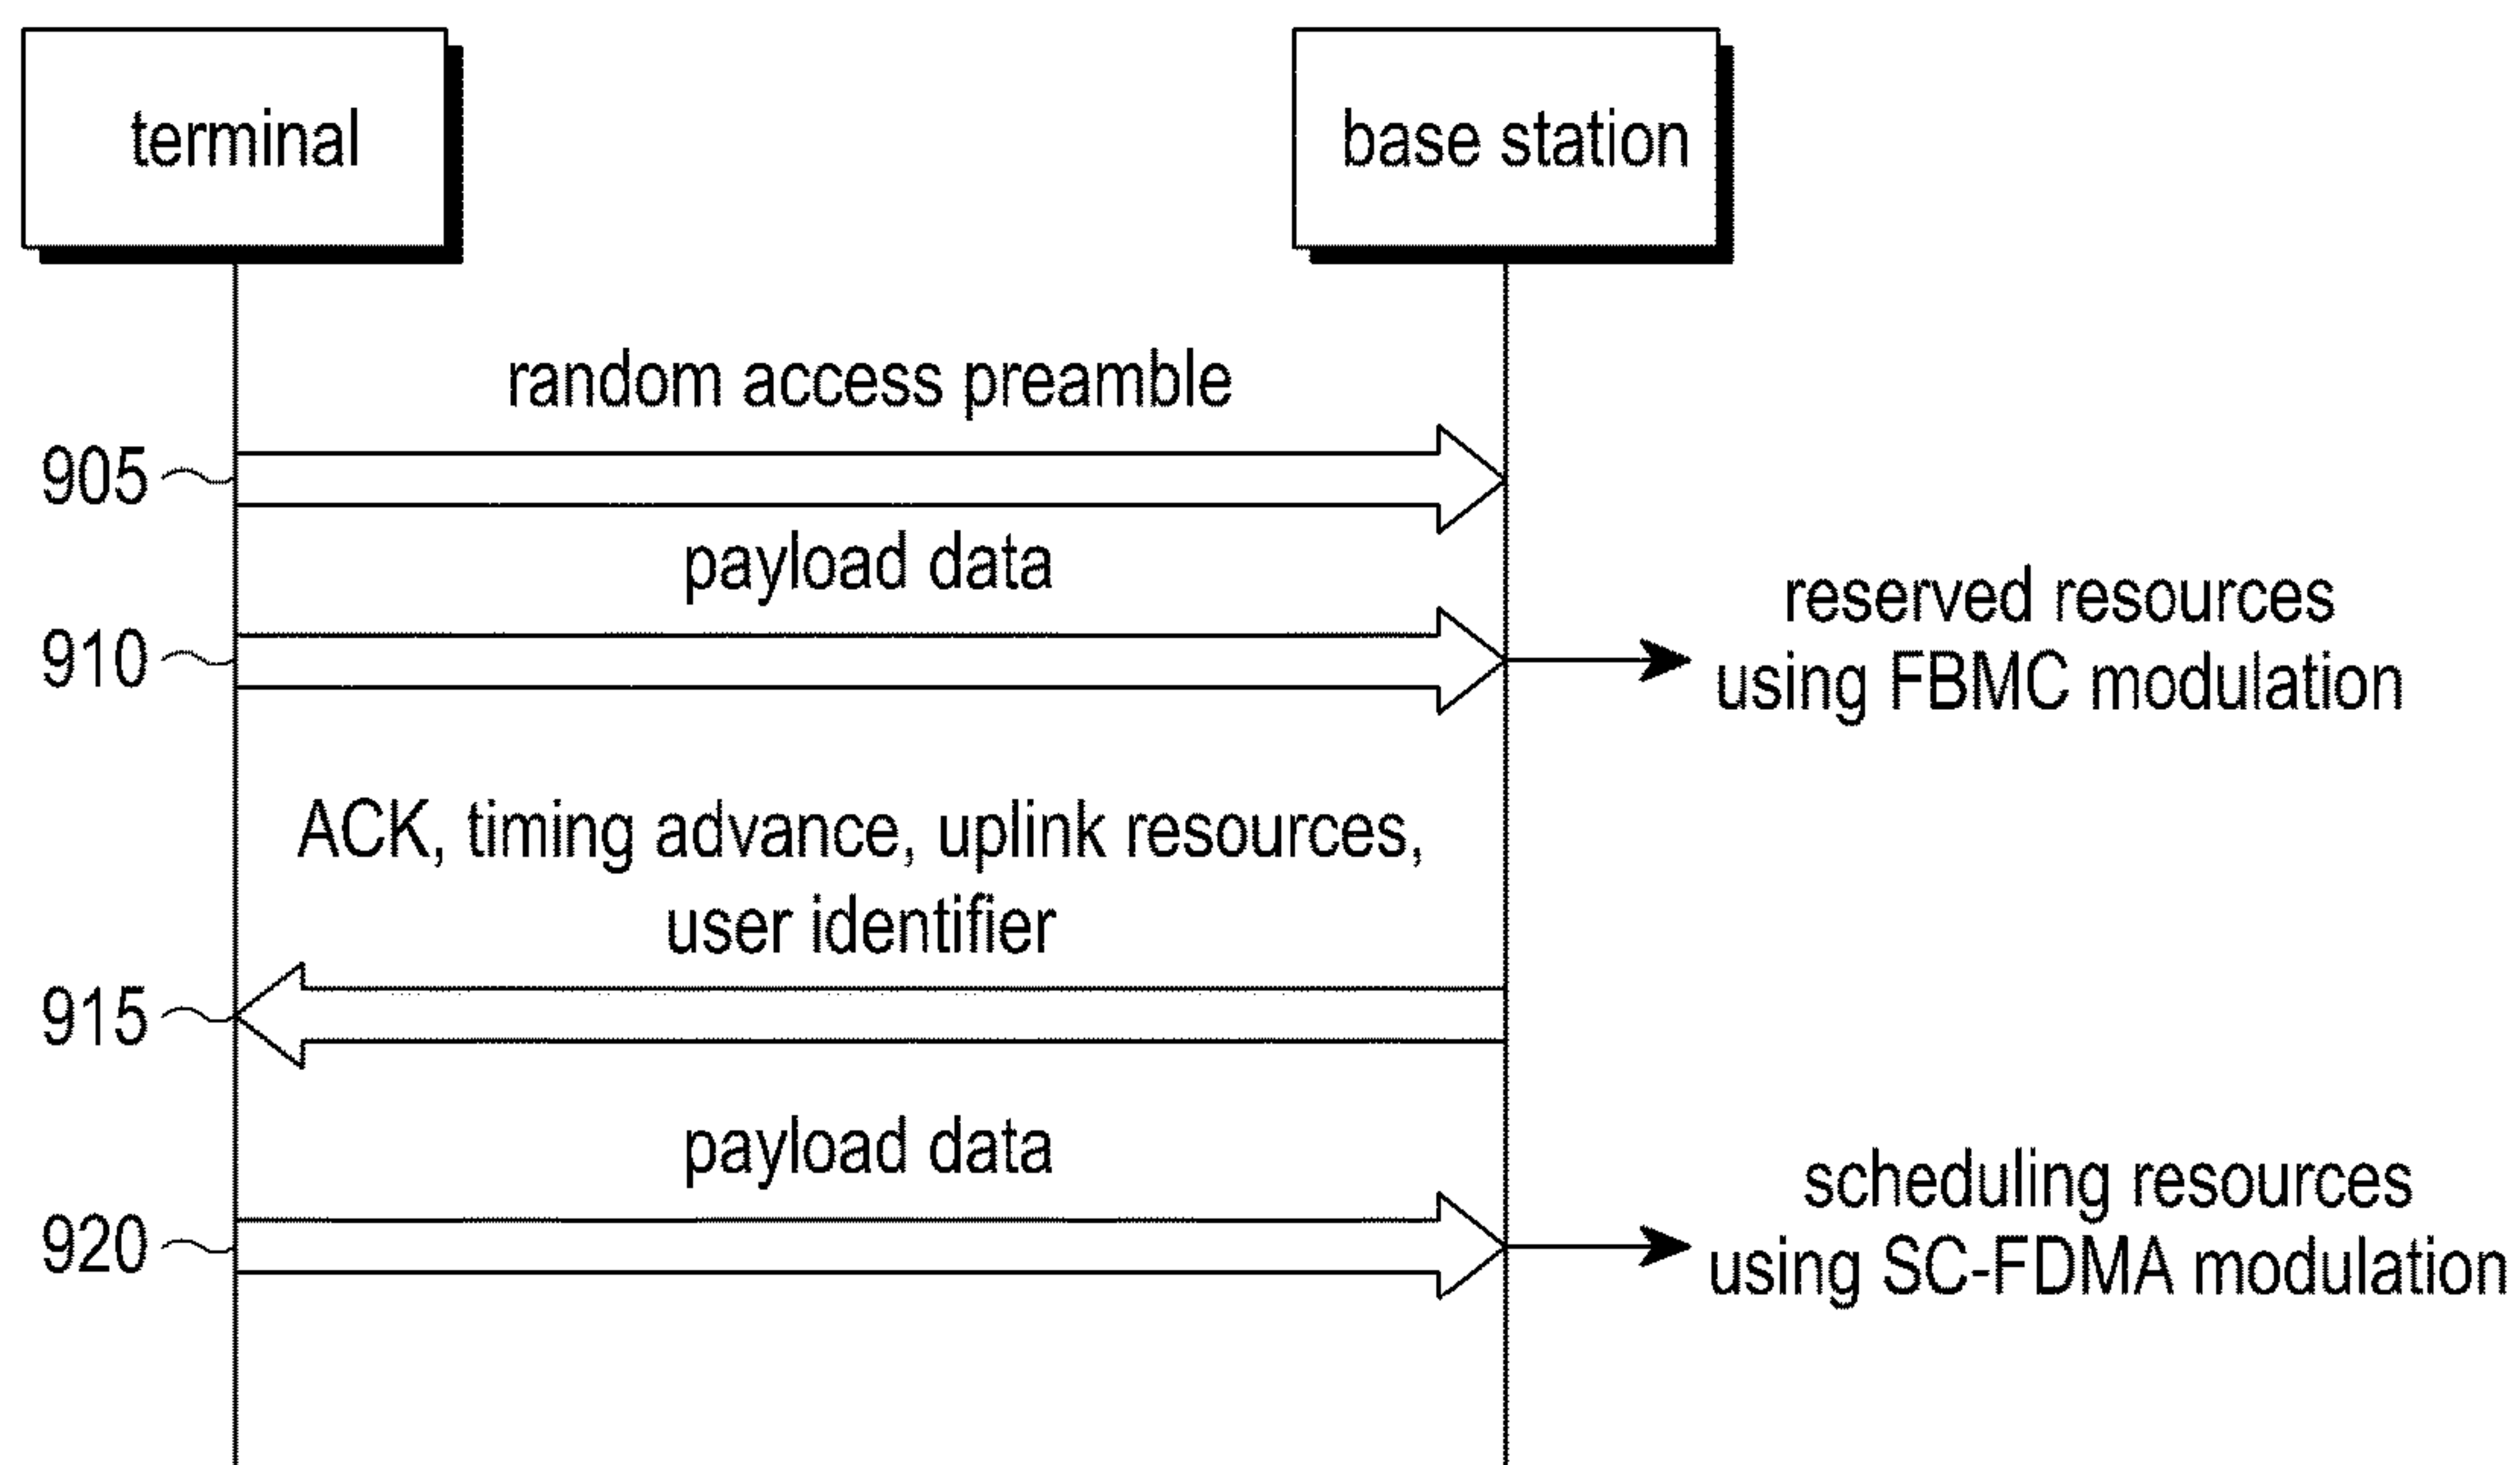 terminal
base station
random access preamble
905
payload data
910
reserved resources
using FBMC modulation
ACK, timing advance, uplink resources,
user identifier
915
payload data
920
scheduling resources
using SC-FDMA modulation